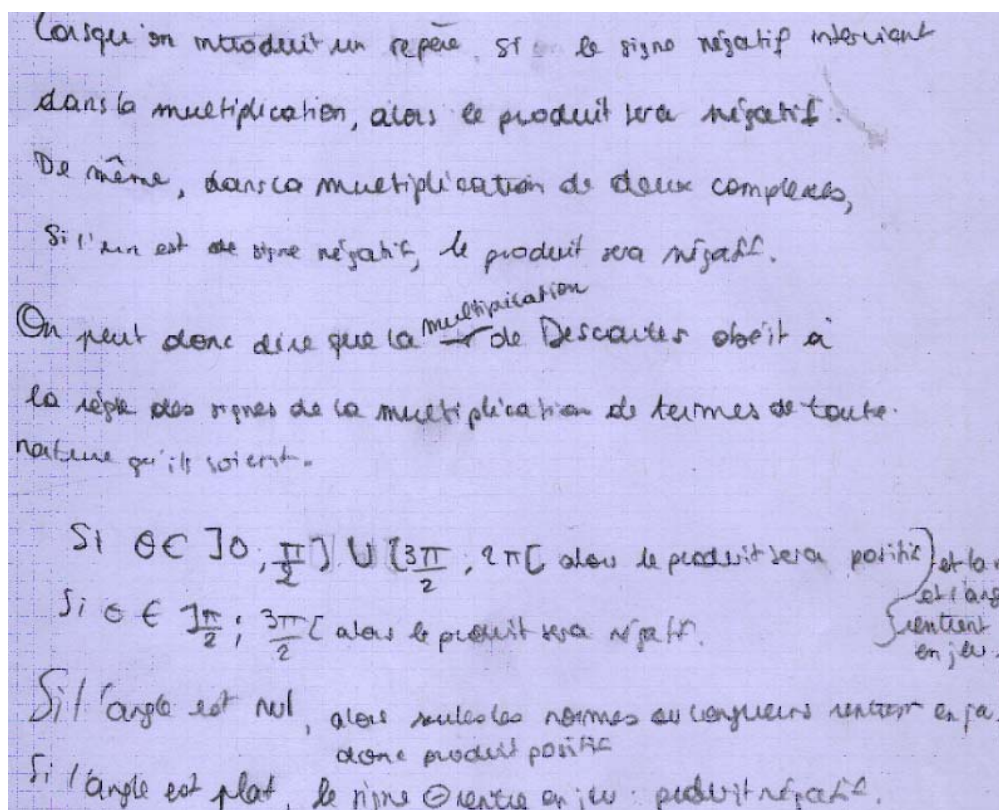 Lorsqu'on introduit un repère, si le signe négatif intervient
dans la multiplication, alors le produit sera négatif.
De même, dans la multiplication de deux complexes,
Si l'un est de signe négatif, le produit sera négatif.
On peut donc dire que la multiplication de Descartes obéit à
la règle des signes de la multiplication de termes de toute
nature qu'ils soient.
Si θ ∈ ]0, π/2] ∪ [3π/2, 2π[ alors le produit sera positif } et la
Si θ ∈ ]π/2 ; 3π/2[ alors le produit sera négatif.
rentrent
en jeu.
Si l'angle est nul, alors seules les normes ou longueurs rentrent en
donc produit positif
Si l'angle est plat, le signe ⊖ rentre en jeu : produit négatif.